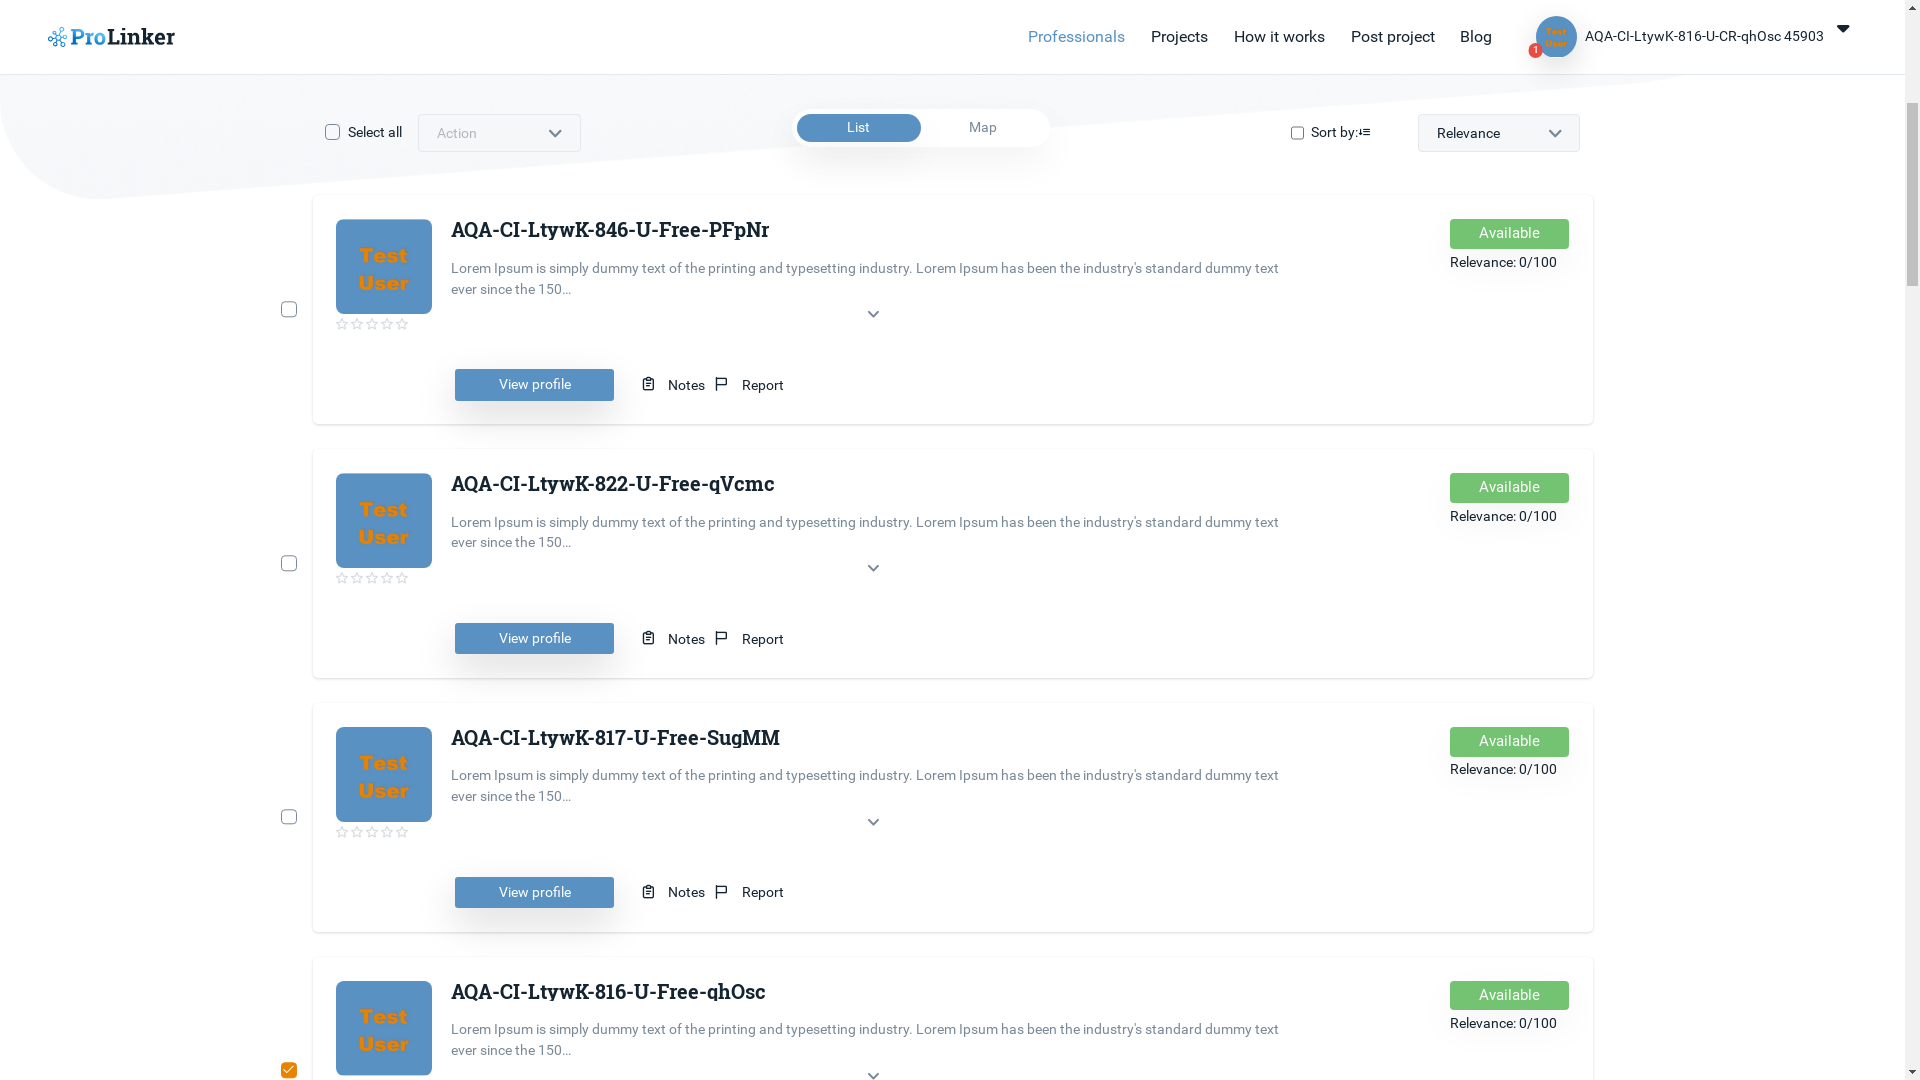 ProLinker
Professionals
Projects
How it works
Post project
Blog
Test
User
1
AQA-CI-LtywK-816-U-CR-qhOsc 45903
Select all
Action
List
Map
Sort by:
Relevance
Test
User
AQA-CI-LtywK-846-U-Free-PFpNr
Lorem Ipsum is simply dummy text of the printing and typesetting industry. Lorem Ipsum has been the industry's standard dummy text
ever since the 150...
Available
Relevance: 0/100
View profile
Notes
Report
Test
User
AQA-CI-LtywK-822-U-Free-qVcmc
Lorem Ipsum is simply dummy text of the printing and typesetting industry. Lorem Ipsum has been the industry's standard dummy text
ever since the 150...
Available
Relevance: 0/100
View profile
Notes
Report
Test
User
AQA-CI-LtywK-817-U-Free-SugMM
Lorem Ipsum is simply dummy text of the printing and typesetting industry. Lorem Ipsum has been the industry's standard dummy text
ever since the 150...
Available
Relevance: 0/100
View profile
Notes
Report
Test
User
AQA-CI-LtywK-816-U-Free-qhOsc
Lorem Ipsum is simply dummy text of the printing and typesetting industry. Lorem Ipsum has been the industry's standard dummy text
ever since the 150...
Available
Relevance: 0/100